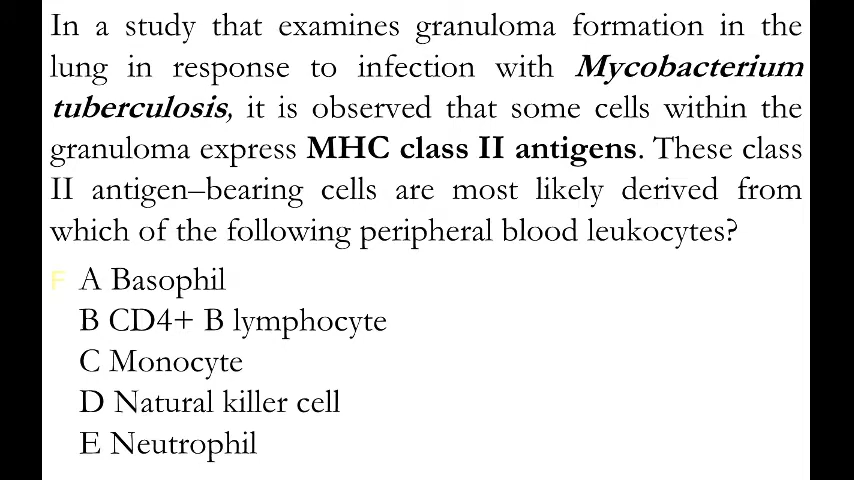 In a study that examines granuloma formation in the
lung in response to infection with Mycobacterium
tuberculosis, it is observed that some cells within the
granuloma express MHC class II antigens. These class
II antigen–bearing cells are most likely derived from
which of the following peripheral blood leukocytes?
F A Basophil
B CD4+ B lymphocyte
C Monocyte
D Natural killer cell
E Neutrophil